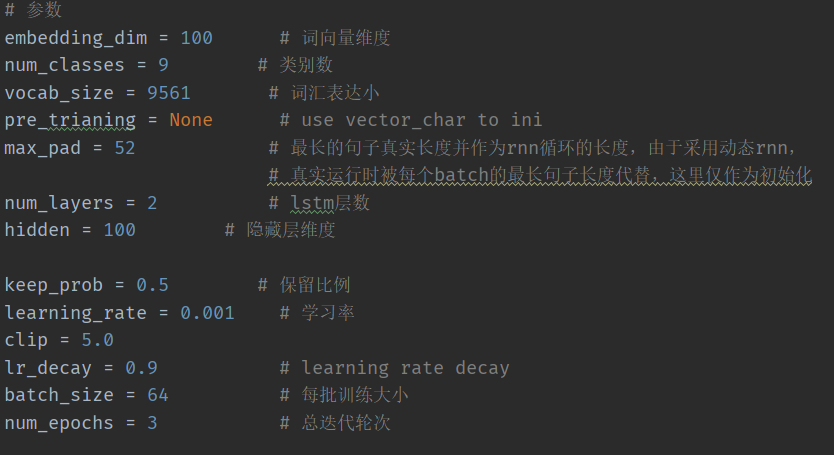 # 参数
embedding_dim = 100 # 词向量维度
num_classes = 9 # 类别数
vocab_size = 9561 # 词汇表达小
pre_trianing = None # use vector_char to ini
max_pad = 52 # 最长的句子真实长度并作为rnn循环的长度,由于采用动态rnn,
# 真实运行时被每个batch的最长句子长度代替,这里仅作为初始化
num_layers = 2 # lstm层数
hidden = 100 # 隐藏层维度
keep_prob = 0.5 # 保留比例
learning_rate = 0.001 # 学习率
clip = 5.0
lr_decay = 0.9 # learning rate decay
batch_size = 64 # 每批训练大小
num_epochs = 3 # 总迭代轮次